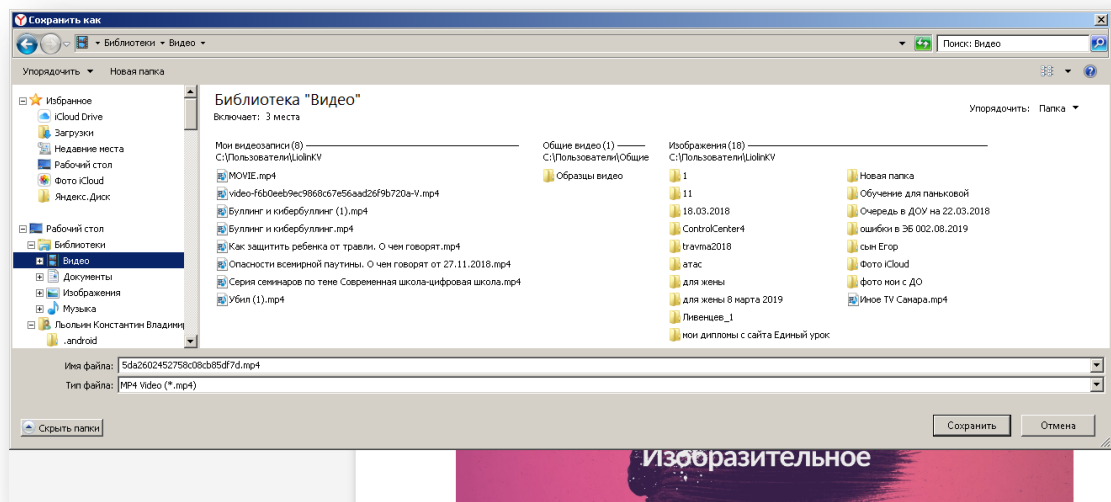 Сохранить как
Библиотеки Видео
Поиск: Видео
Упорядочить
Новая папка
Избранное
iCloud Drive
Загрузки
Недавние места
Рабочий стол
Фото iCloud
Яндекс.Диск
Рабочий стол
Библиотеки
Видео
Документы
Изображения
Музыка
Льольин Константин Владими
.android
Библиотека "Видео"
Включает: 3 места
Упорядочить: Папка
Мои видеозаписи (8)
C:\Пользователи\LiolinKV
MOVIE.mp4
video-f6b0eeb9ec9868c67e56aad26f9b720a-V.mp4
Буллинг и кибербуллинг (1).mp4
Буллинг и кибербуллинг.mp4
Как защитить ребенка от травли. О чем говорят.mp4
Опасности всемирной паутины. О чем говорят от 27.11.2018.mp4
Серия семинаров по теме Современная школа-цифровая школа.mp4
Убил (1).mp4
Общие видео (1)
C:\Пользователи\Общие
Образцы видео
Изображения (18)
C:\Пользователи\LiolinKV
1
11
18.03.2018
ControlCenter4
travma2018
атас
для жены
для жены 8 марта 2019
Ливенцев_1
мои дипломы с сайта Единый урок
Новая папка
Обучение для паньковой
Очередь в ДОУ на 22.03.2018
ошибки в ЭБ 002.08.2019
сын Егор
Фото iCloud
фото мои с ДО
Иное TV Самара.mp4
Имя файла: 5da2602452758c08cb85df7d.mp4
Тип файла: MP4 Video (*.mp4)
Скрыть папки
Сохранить
Отмена
Изобразительное